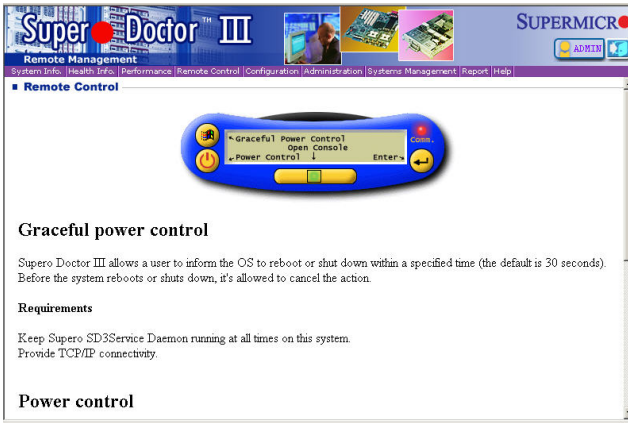 Super Doctor™ III
SUPERMICR
Remote Management
ADMIN
System Info. |Health Info. |Performance |Remote Control |Configuration |Administration |Systems Management |Report |Help|
Remote Control
Graceful Power Control
Open Console
Power Control ↓ Enter
Comm.
Graceful power control
Supero Doctor III allows a user to inform the OS to reboot or shut down within a specified time (the default is 30 seconds).
Before the system reboots or shuts down, it's allowed to cancel the action.
Requirements
Keep Supero SD3Service Daemon running at all times on this system.
Provide TCP/IP connectivity.
Power control